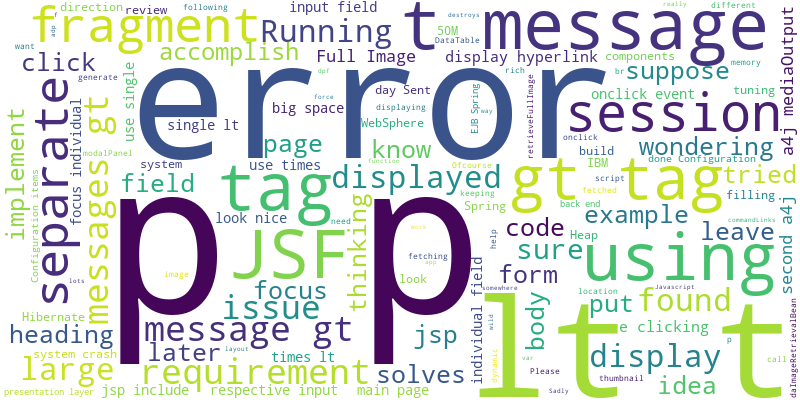 direction
review
following
input field
destroys
different
really
components
want
adp
fragment
Running
t message
50M
DataTable
memory
click
accomplish
Full Image
display hyperlink
suppose
error
generate
force
dpf
rich
br
tuning
a4j mediaOutput
separate
messages gt
implement
focus individual
use single
big space
day Sent
displaying
EJB Spring
way
retrieveFullImage
onclick event
session
single lt
WebSphere
page
know
onclick
build
wondering
modalPanel
system
use times
function
Ofcourse
IBM
script
done Configuration
tried
field
tag
displayed
gt tag
keeping
fetched
back end
filling
Configuration items
look nice
need
Spring
example
commandLinks
leave
second a4j
p p
JSF
thinking
code
sure
Heap
help
using
image
fetching
app
look
work
form
location
Javascript
Hibernate
issue
focus
somewhere
individual field
body
put
found
lots
heading
message gt
jsp
mild
e clicking
p
call
daImageRetrievalBean
system crash
later
layout
times lt
solves
dynamic
var
lt
display
t
large
requirement
Please
Sadly
thumbnail
idea
presentation layer
jsp include
respective input
main page